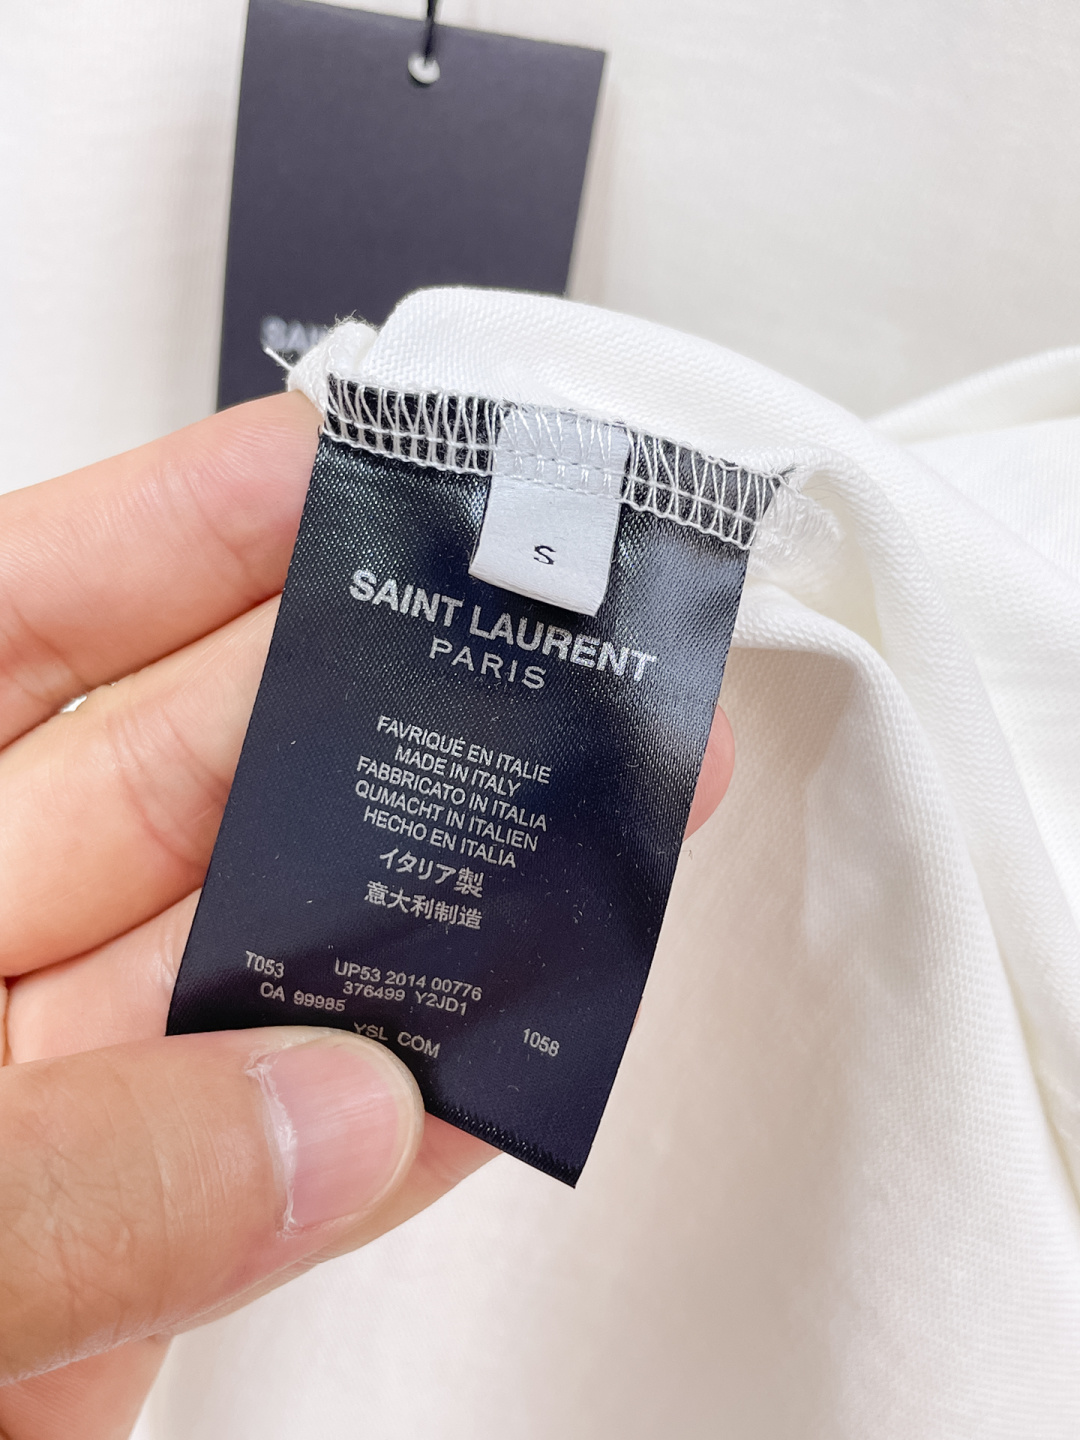 SAIN
S
SAINT LAURENT
PARIS
FAVRIQUÉ EN ITALIE
MADE IN ITALY
FABBRICATO IN ITALIA
QUMACHT IN ITALIEN
HECHO EN ITALIA
イタリア製
意大利制造
T053 UP53 2014 00776
376499 Y2JD1
CA 99985
YSL COM 1058